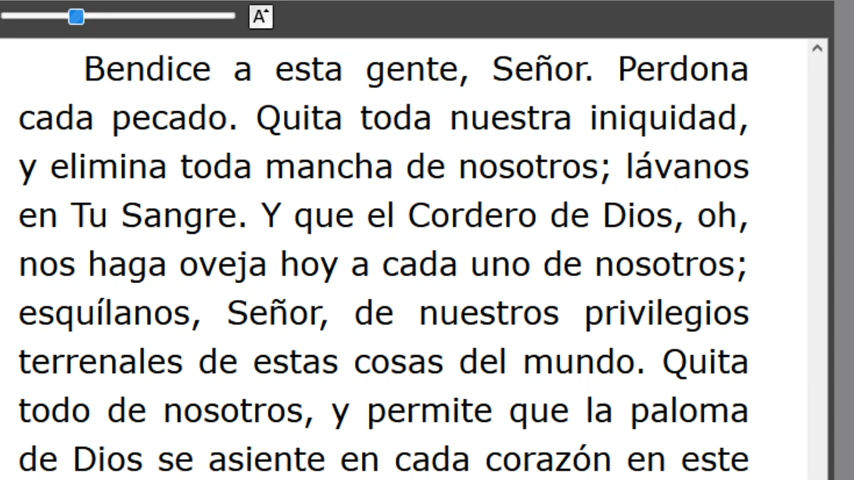 A
Bendice a esta gente, Señor. Perdona
cada pecado. Quita toda nuestra iniquidad,
y elimina toda mancha de nosotros; lávanos
en Tu Sangre. Y que el Cordero de Dios, oh,
nos haga oveja hoy a cada uno de nosotros;
esquílanos, Señor, de nuestros privilegios
terrenales de estas cosas del mundo. Quita
todo de nosotros, y permite que la paloma
de Dios se asiente en cada corazón en este